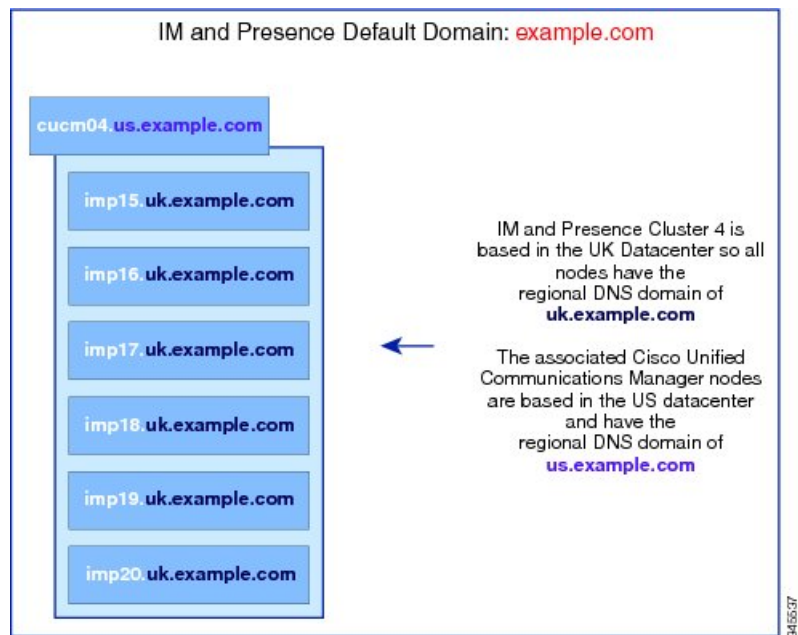 IM and Presence Default Domain: example.com
cucm04.us.example.com
imp15.uk.example.com
imp16.uk.example.com
imp17.uk.example.com
imp18.uk.example.com
imp19.uk.example.com
imp20.uk.example.com
IM and Presence Cluster 4 is
based in the UK Datacenter so all
nodes have the
regional DNS domain of
uk.example.com
The associated Cisco Unified
Communications Manager nodes
are based in the US datacenter
and have the
regional DNS domain of
us.example.com